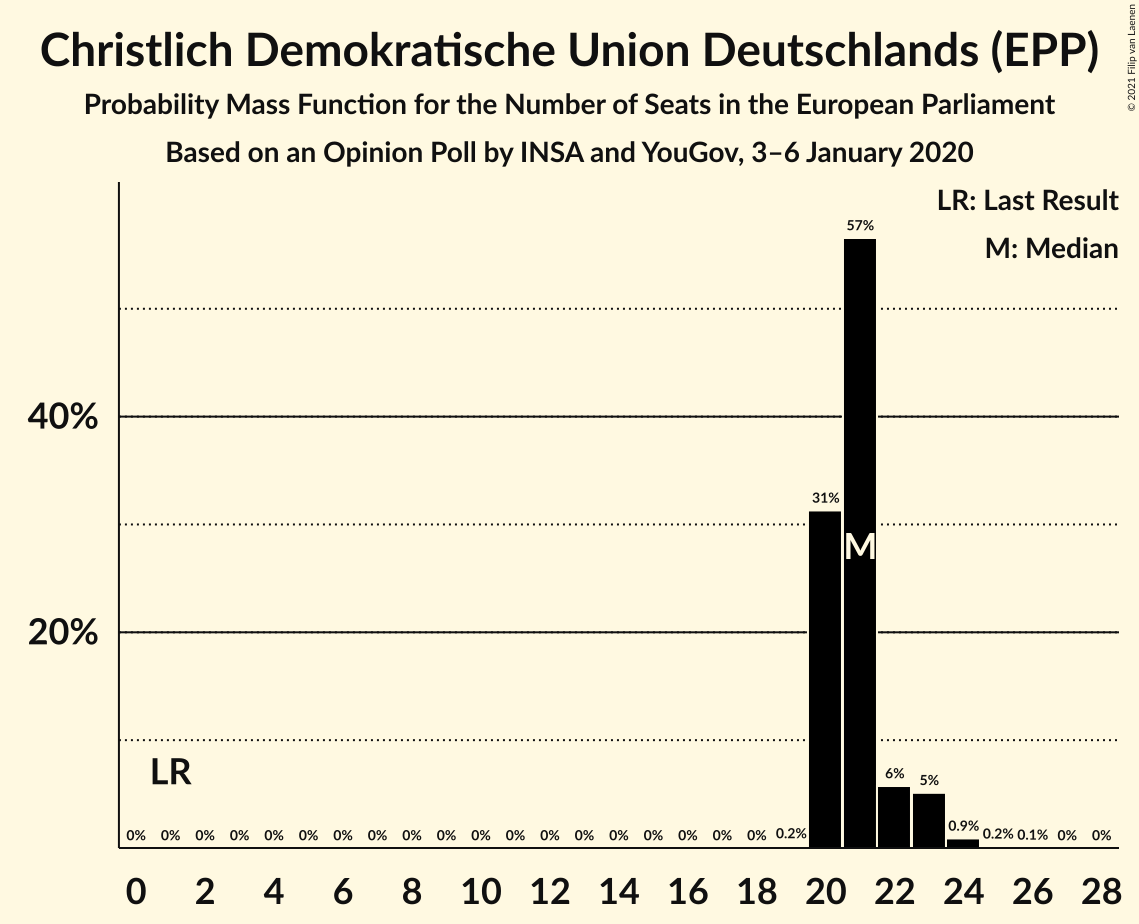 Christlich Demokratische Union Deutschlands (EPP)
Probability Mass Function for the Number of Seats in the European Parliament
Based on an Opinion Poll by INSA and YouGov, 3–6 January 2020
© 2021 Filip van Laenen
LR: Last Result
M: Median
57%
40%
31%
M
20%
LR
6%
5%
0% 0% 0% 0% 0% 0% 0% 0% 0% 0% 0% 0% 0% 0% 0% 0% 0% 0% 0% 0.2% 0.9% 0.2% 0.1% 0% 0%
0 2 4 6 8 10 12 14 16 18 20 22 24 26 28